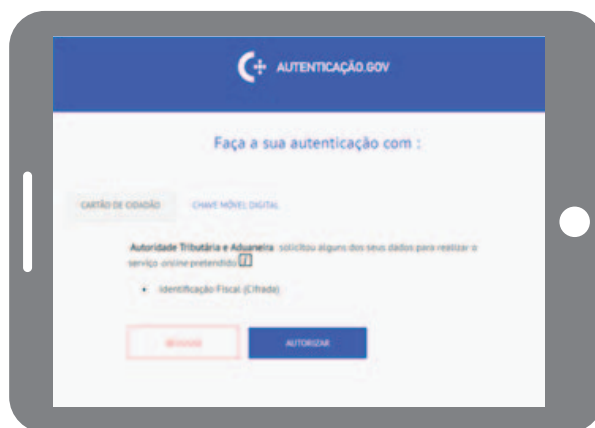 AUTENTICAÇÃO.GOV
Faça a sua autenticação com :
CARTÃO DE CIDADÃO CHAVE MÓVEL DIGITAL
Autoridade Tributária e Aduaneira solicitou alguns dos seus dados para realizar o
serviço online pretendido
• Identificação Fiscal (Cifrada)
RECUSAR AUTORIZAR